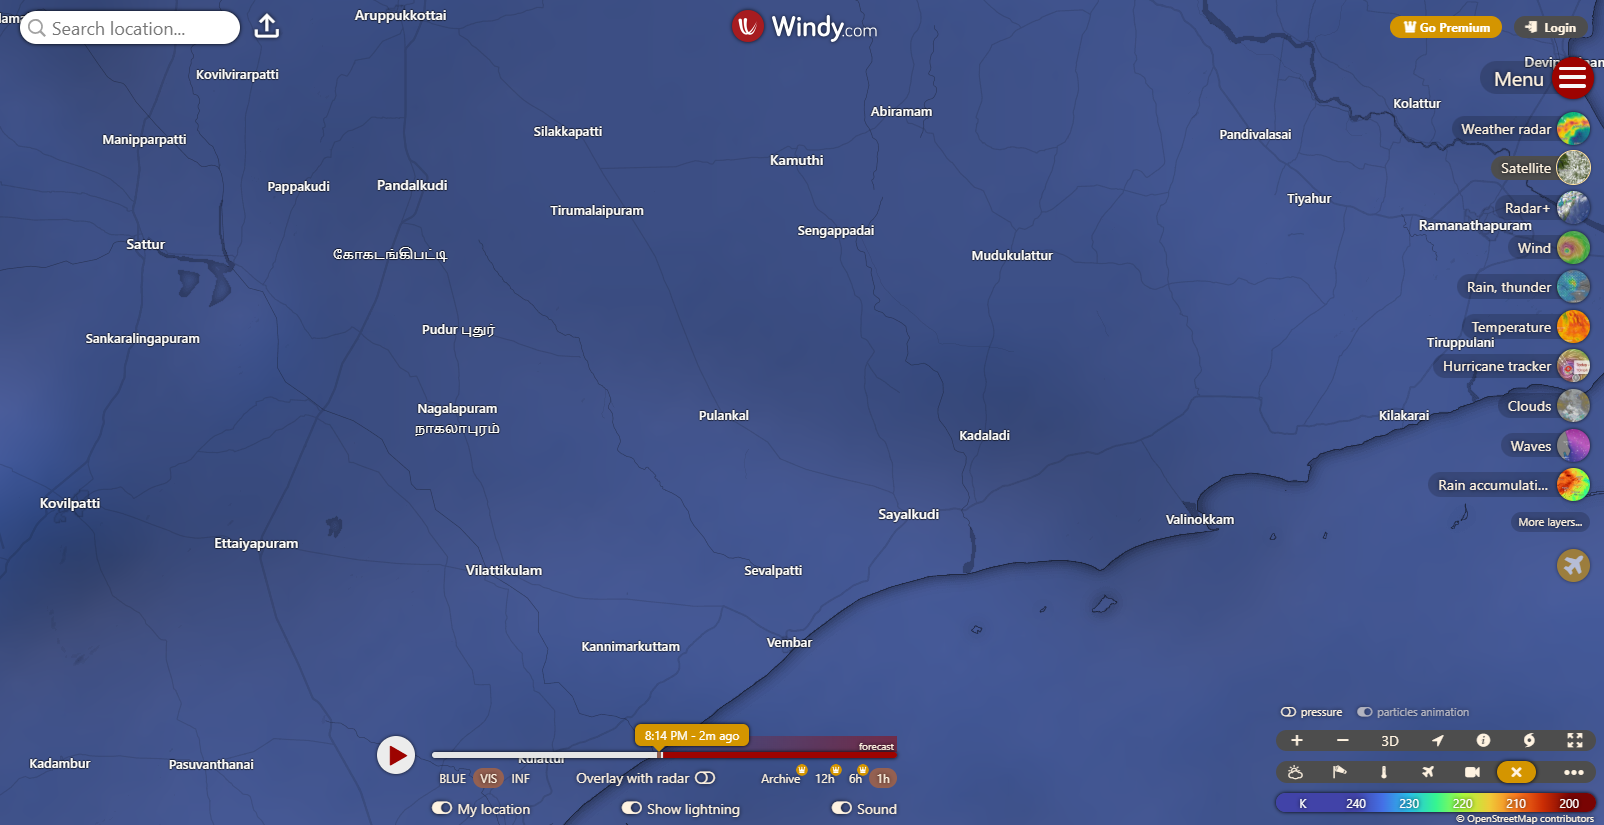 Aruppukkottai
Search location...
Windy.com
Go Premium
Login
Kovilvirarpatti
Menu
Kolattur
Abiramam
Manipparpatti
Silakkapatti
Pandivalasai
Weather radar
Kamuthi
Satellite
Pappakudi
Pandalkudi
Tirumalaipuram
Tiyahur
Radar+
Ramanathapuram
Sengappadai
Sattur
Wind
கோகடங்கிபட்டி
Mudukulattur
Rain, thunder
Pudur புதுர்
Temperature
Sankaralingapuram
Tiruppulani
Hurricane tracker
Nagalapuram
நாகலாபுரம்
Pulankal
Kilakarai
Clouds
Kadaladi
Waves
Rain accumulati...
Kovilpatti
Sayalkudi
Valinokkam
More layers...
Ettaiyapuram
Vilattikulam
Sevalpatti
Kannimarkuttam
Vembar
pressure
particles animation
8:14 PM - 2m ago
forecast
3D
Kadambur
Pasuvanthanai
Kulattur
BLUE VIS INF
Overlay with radar
Archive 12h 6h 1h
My location
Show lightning
Sound
K 240 230 220 210 200
© OpenStreetMap contributors